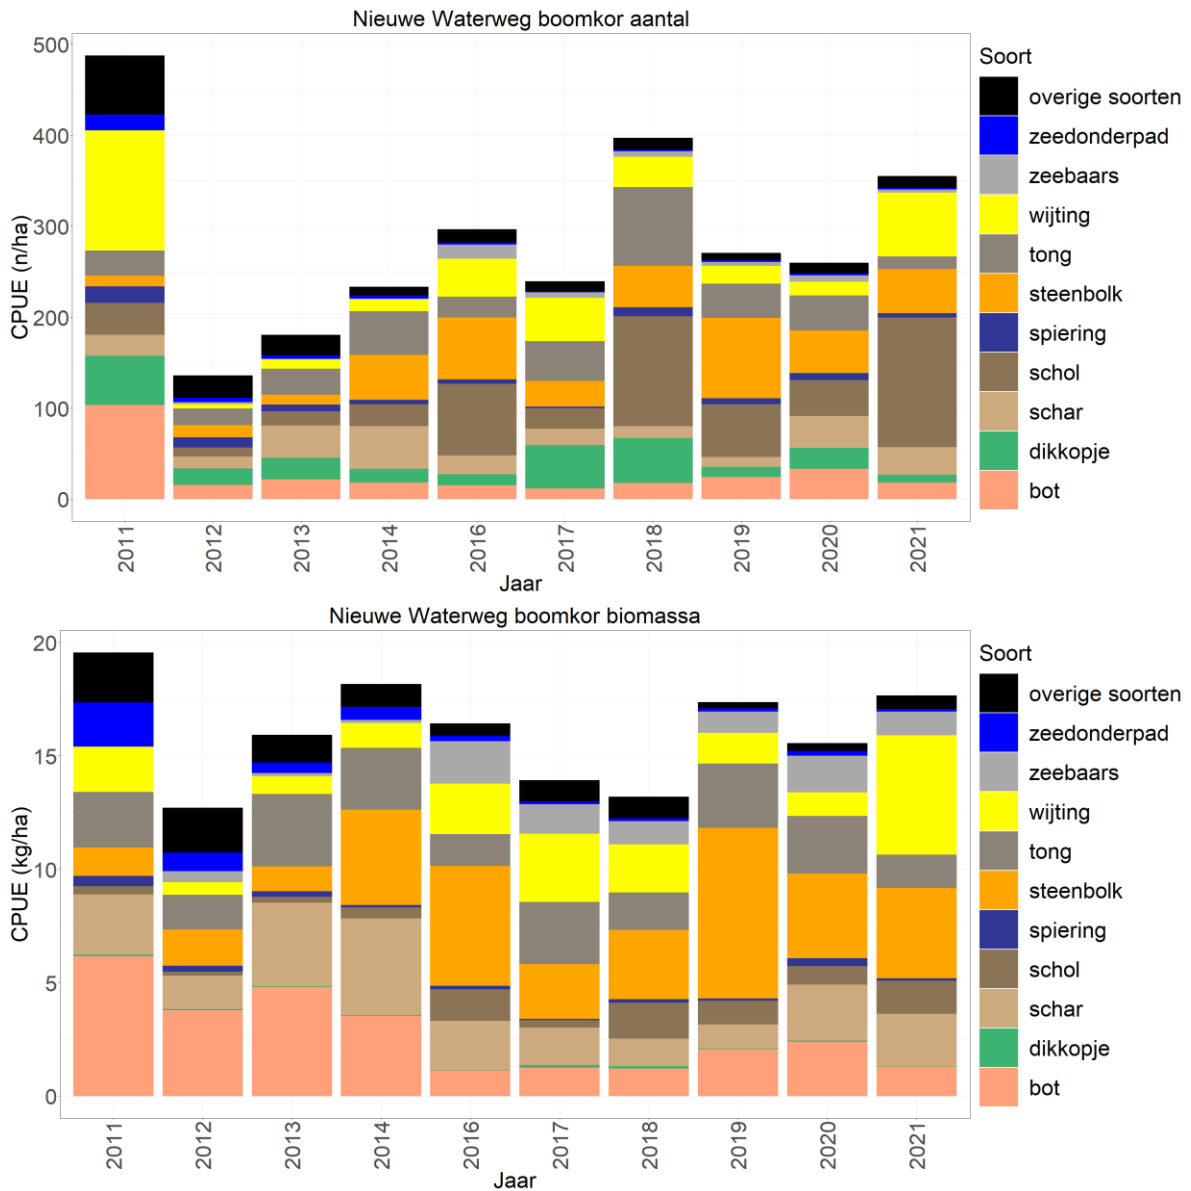 Nieuwe Waterweg boomkor aantal
CPUE (n/ha)
500
400
300
200
100
0
2011
2012
2013
2014
2016
2017
2018
2019
2020
2021
Jaar
Soort
overige soorten
zeedonderpad
zeebaars
wijting
tong
steenbolk
spiering
schol
schar
dikkopje
bot
Nieuwe Waterweg boomkor biomassa
CPUE (kg/ha)
20
15
10
5
0
2011
2012
2013
2014
2016
2017
2018
2019
2020
2021
Jaar
Soort
overige soorten
zeedonderpad
zeebaars
wijting
tong
steenbolk
spiering
schol
schar
dikkopje
bot